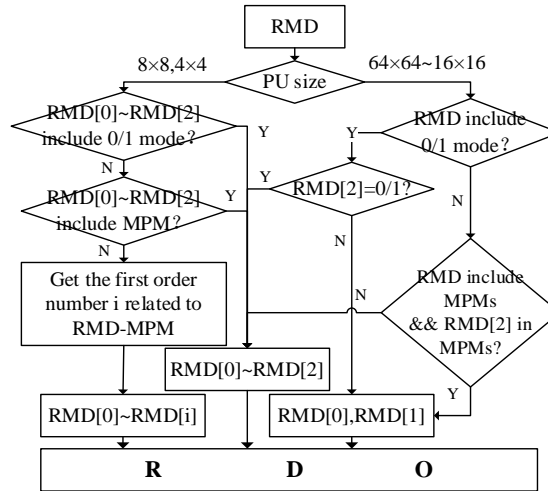 RMD
8×8,4×4
64×64~16×16
PU size
RMD[0]~RMD[2]
include 0/1 mode?
Y
Y
RMD include
0/1 mode?
N
RMD[0]~RMD[2]
include MPM?
Y
Y
RMD[2]=0/1?
N
N
N
Get the first order
number i related to
RMD-MPM
N
RMD include
MPMs
&& RMD[2] in
MPMs?
RMD[0]~RMD[2]
Y
RMD[0]~RMD[i]
RMD[0],RMD[1]
R D O